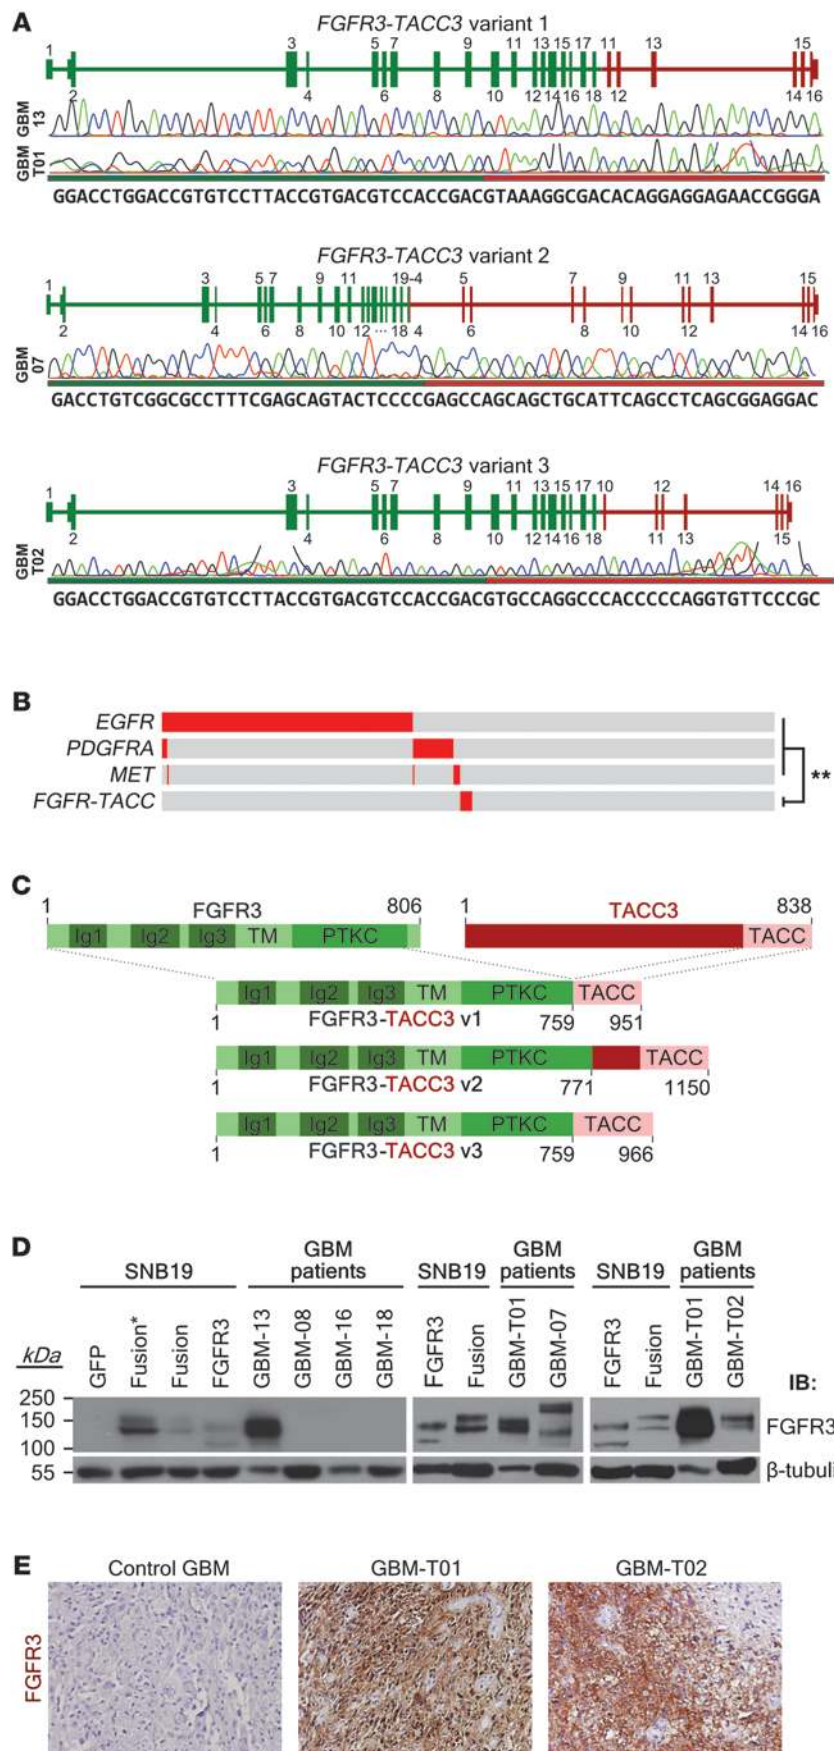 A
FGFR3-TACC3 variant 1
1 3 5 7 9 11 13 15 17 11 13 15
2 4 6 8 10 12 14 16 18 12 14 16
GBM 13
GBM T01
GGACCTGGACCGTGTCCTTACCGTGACGTCCACCGACGTAAAGGCGACACAGGAGGAGAACCGGGA
FGFR3-TACC3 variant 2
1 3 5 7 9 11 19-4 5 7 9 11 13 15
2 4 6 8 10 12 ... 18 4 6 8 10 12 14 16
GBM 07
GACCTGTCGGCGCCTTTCGAGCAGTACTCCCCGAGCCAGCAGCTGCATTCAGCCTCAGCGGAGGAC
FGFR3-TACC3 variant 3
1 3 5 7 9 11 13 15 17 10 12 14 16
2 4 6 8 10 12 14 16 18 11 13 15
GBM T02
GGACCTGGACCGTGTCCTTACCGTGACGTCCACCGACGTGCCAGGCCCACCCCCAGGTGTTCCCGC
B
EGFR
PDGFRA
MET
FGFR-TACC
**
C
1 FGFR3 806 1 TACC3 838
Ig1 Ig2 Ig3 TM PTKC TACC
Ig1 Ig2 Ig3 TM PTKC TACC
1 FGFR3-TACC3 v1 759 951
Ig1 Ig2 Ig3 TM PTKC TACC
1 FGFR3-TACC3 v2 771 1150
Ig1 Ig2 Ig3 TM PTKC TACC
1 FGFR3-TACC3 v3 759 966
D
SNB19 GBM patients SNB19 GBM patients SNB19 GBM patients
kDa GFP Fusion* Fusion FGFR3 GBM-13 GBM-08 GBM-16 GBM-18 FGFR3 Fusion GBM-T01 GBM-07 FGFR3 Fusion GBM-T01 GBM-T02 IB:
250
150 FGFR3
100
55 β-tubuli
E
Control GBM GBM-T01 GBM-T02
FGFR3